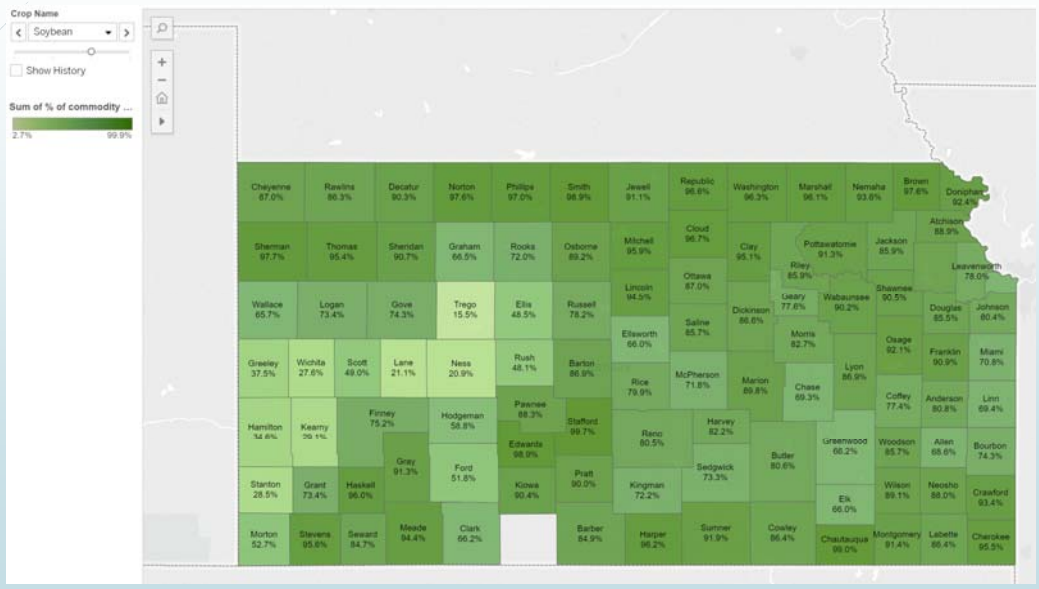 Crop Name
Soybean
Show History
Sum of % of commodity ...
2.7%
99.9%
Cheyenne
87.0%
Rawlins
86.3%
Decatur
90.3%
Norton
97.6%
Phillips
97.0%
Smith
98.9%
Jewell
91.1%
Republic
96.6%
Washington
96.3%
Marshall
96.1%
Nemaha
93.6%
Brown
97.6%
Doniphan
92.4%
Atchison
88.9%
Sherman
97.7%
Thomas
95.4%
Sheridan
90.7%
Graham
66.5%
Rooks
72.0%
Osborne
89.2%
Mitchell
95.9%
Cloud
96.7%
Clay
95.1%
Riley
85.9%
Pottawatomie
91.3%
Jackson
85.9%
Leavenworth
78.0%
Wallace
65.7%
Logan
73.4%
Gove
74.3%
Trego
15.5%
Ellis
48.5%
Russell
78.2%
Lincoln
94.5%
Ottawa
87.0%
Dickinson
86.6%
Geary
77.6%
Wabaunsee
90.2%
Shawnee
90.5%
Douglas
85.5%
Johnson
80.4%
Ellsworth
66.0%
Saline
85.7%
Morris
82.7%
Osage
92.1%
Franklin
90.9%
Miami
70.8%
Greeley
37.5%
Wichita
27.6%
Scott
49.0%
Lane
21.1%
Ness
20.9%
Rush
48.1%
Barton
86.9%
Rice
79.9%
McPherson
71.8%
Marion
89.8%
Chase
69.3%
Lyon
86.9%
Coffey
77.4%
Anderson
80.8%
Linn
69.4%
Hamilton
34.6%
Kearny
29.1%
Finney
75.2%
Hodgeman
58.8%
Pawnee
88.3%
Stafford
99.7%
Edwards
98.9%
Reno
80.5%
Harvey
82.2%
Sedgwick
73.3%
Butler
80.6%
Greenwood
66.2%
Woodson
85.7%
Allen
68.6%
Bourbon
74.3%
Stanton
28.5%
Grant
73.4%
Haskell
96.0%
Gray
91.3%
Ford
51.8%
Kiowa
90.4%
Pratt
90.0%
Kingman
72.2%
Elk
66.0%
Wilson
89.1%
Neosho
88.0%
Crawford
93.4%
Morton
52.7%
Stevens
95.6%
Seward
84.7%
Meade
94.4%
Clark
66.2%
Barber
84.9%
Harper
96.2%
Sumner
91.9%
Cowley
86.4%
Chautauqua
99.0%
Montgomery
91.4%
Labette
86.4%
Cherokee
95.5%